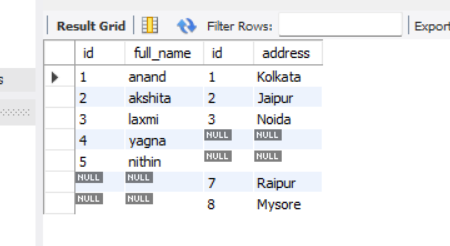 Result Grid Filter Rows: Export
id full_name id address
1 anand 1 Kolkata
2 akshita 2 Jaipur
3 laxmi 3 Noida
4 yagna NULL NULL
5 nithin NULL NULL
NULL NULL 7 Raipur
NULL NULL 8 Mysore